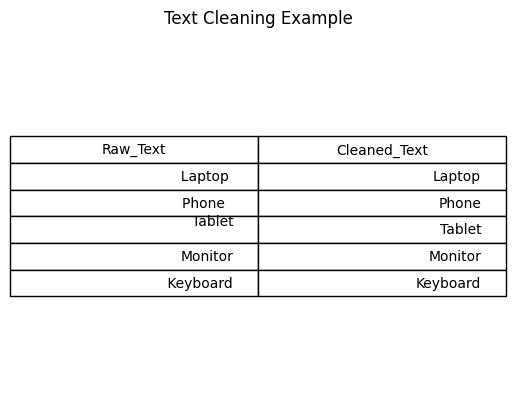 Text Cleaning Example
Raw_Text Cleaned_Text
Laptop Laptop
Phone Phone
Tablet Tablet
Monitor Monitor
Keyboard Keyboard